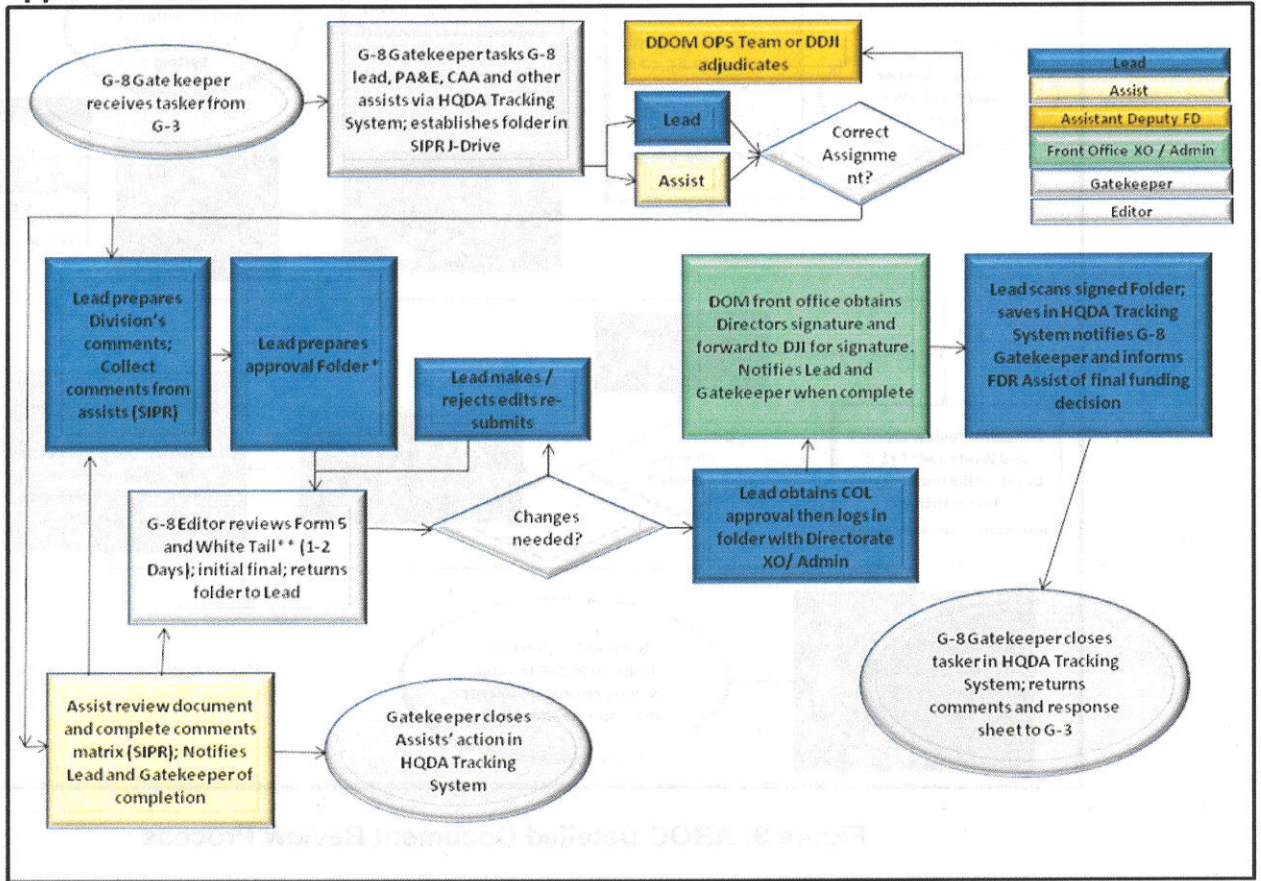 G-8 Gate keeper
receives tasker from
G-3
G-8 Gatekeeper tasks G-8
lead, PA&E, CAA and other
assists via HQDA Tracking
System; establishes folder in
SIPR J-Drive
DDOM OPS Team or DDJI
adjudicates
Lead
Assist
Correct
Assignme
nt?
Lead
Assist
Assistant Deputy FD
Front Office XO / Admin
Gatekeeper
Editor
Lead prepares
Division's
comments;
Collect
comments from
assists (SIPR)
Lead prepares
approval Folder *
Lead makes /
rejects edits re-
submits
DOM front office obtains
Directors signature and
forward to DJI for signature.
Notifies Lead and
Gatekeeper when complete
Lead scans signed Folder;
saves in HQDA Tracking
System notifies G-8
Gatekeeper and informs
FDR Assist of final funding
decision
G-8 Editor reviews Form 5
and White Tail** (1-2
Days); initial final; returns
folder to Lead
Changes
needed?
Lead obtains COL
approval then logs in
folder with Directorate
XO/ Admin
Assist review document
and complete comments
matrix (SIPR); Notifies
Lead and Gatekeeper of
completion
Gatekeeper closes
Assists' action in
HQDA Tracking
System
G-8 Gatekeeper closes
tasker in HQDA Tracking
System; returns
comments and response
sheet to G-3